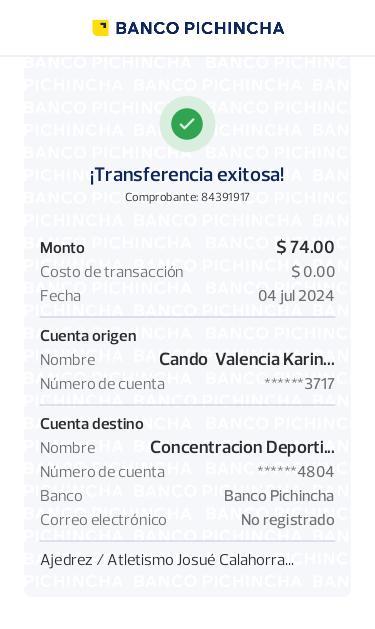 BANCO PICHINCHA
¡Transferencia exitosa!
Comprobante: 84391917
Monto $ 74.00
Costo de transacción $ 0.00
Fecha 04 jul 2024
Cuenta origen
Nombre Cando Valencia Karin...
Número de cuenta ******3717
Cuenta destino
Nombre Concentracion Deporti...
Número de cuenta ******4804
Banco Banco Pichincha
Correo electrónico No registrado
Ajedrez / Atletismo Josué Calahorra...